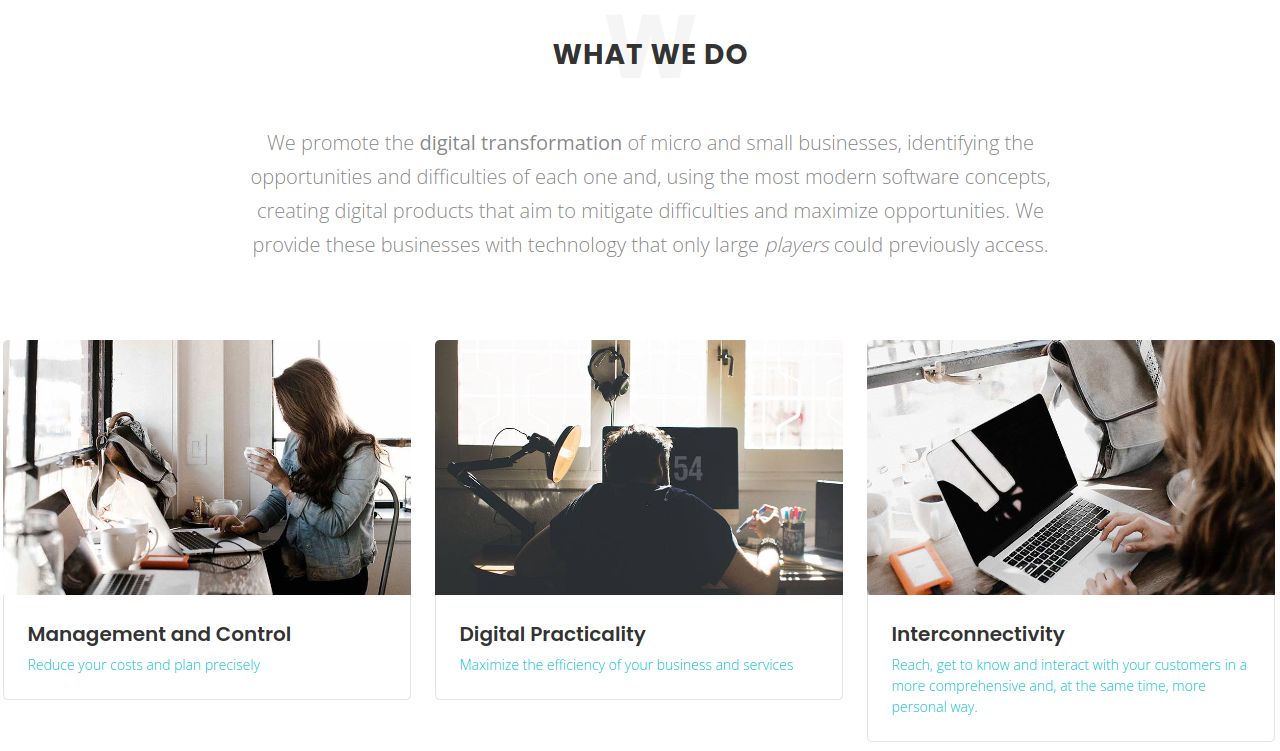 W
WHAT WE DO
We promote the digital transformation of micro and small businesses, identifying the
opportunities and difficulties of each one and, using the most modern software concepts,
creating digital products that aim to mitigate difficulties and maximize opportunities. We
provide these businesses with technology that only large players could previously access.
54
Management and Control
Reduce your costs and plan precisely
Digital Practicality
Maximize the efficiency of your business and services
Interconnectivity
Reach, get to know and interact with your customers in a
more comprehensive and, at the same time, more
personal way.